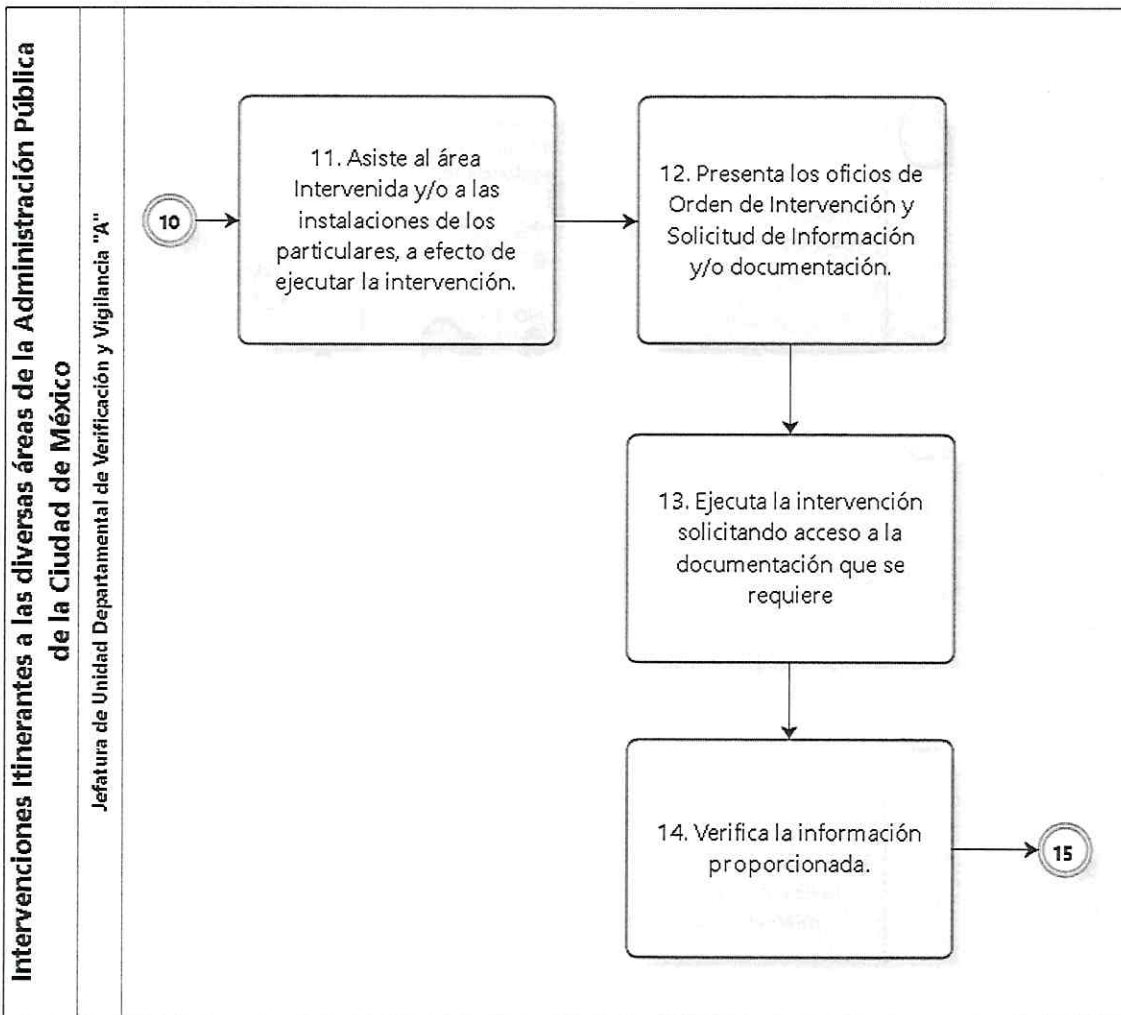 Intervenciones Itinerantes a las diversas áreas de la Administración Pública
de la Ciudad de México
Jefatura de Unidad Departamental de Verificación y Vigilancia "A"
10
11. Asiste al área
Intervenida y/o a las
instalaciones de los
particulares, a efecto de
ejecutar la intervención.
12. Presenta los oficios de
Orden de Intervención y
Solicitud de Información
y/o documentación.
13. Ejecuta la intervención
solicitando acceso a la
documentación que se
requiere
14. Verifica la información
proporcionada.
15